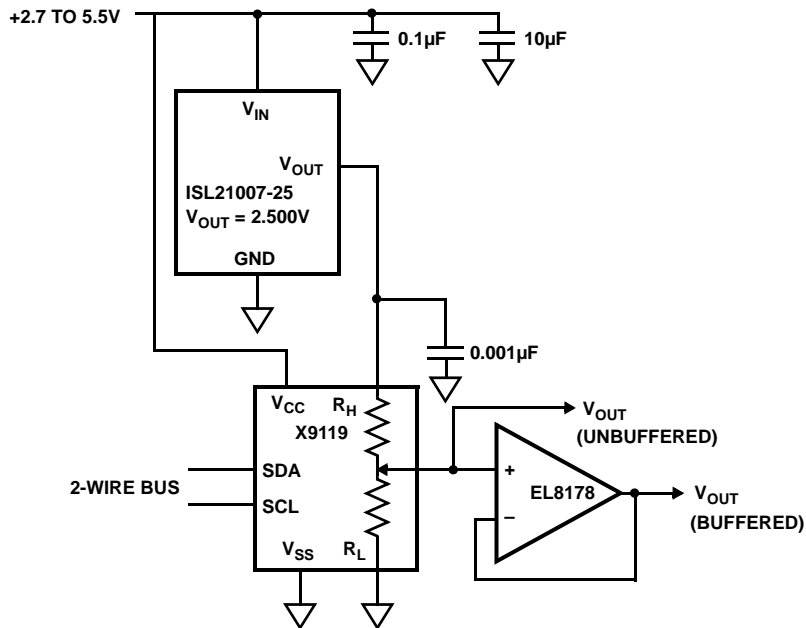 +2.7 TO 5.5V
0.1µF
10µF
VIN
VOUT
ISL21007-25
VOUT = 2.500V
GND
0.001µF
VCC
RH
X9119
VOUT
(UNBUFFERED)
2-WIRE BUS
SDA
SCL
+
EL8178
–
VOUT
(BUFFERED)
VSS
RL